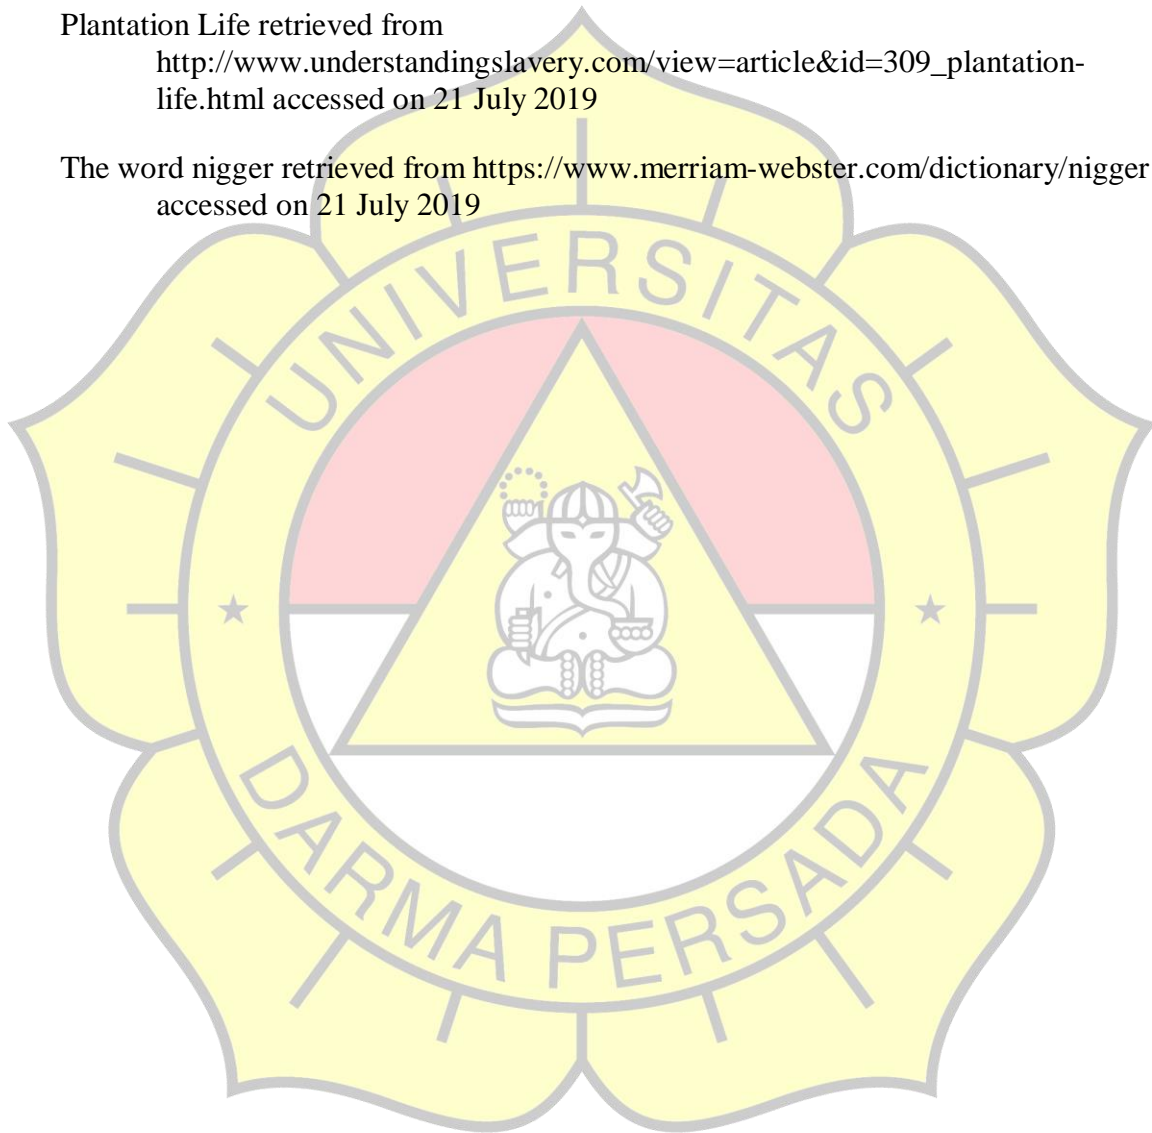 Plantation Life retrieved from
http://www.understandingslavery.com/view=article&id=309_plantation-
life.html accessed on 21 July 2019
The word nigger retrieved from https://www.merriam-webster.com/dictionary/nigger
accessed on 21 July 2019
UNIVERSITAS
DARMA PERSADA